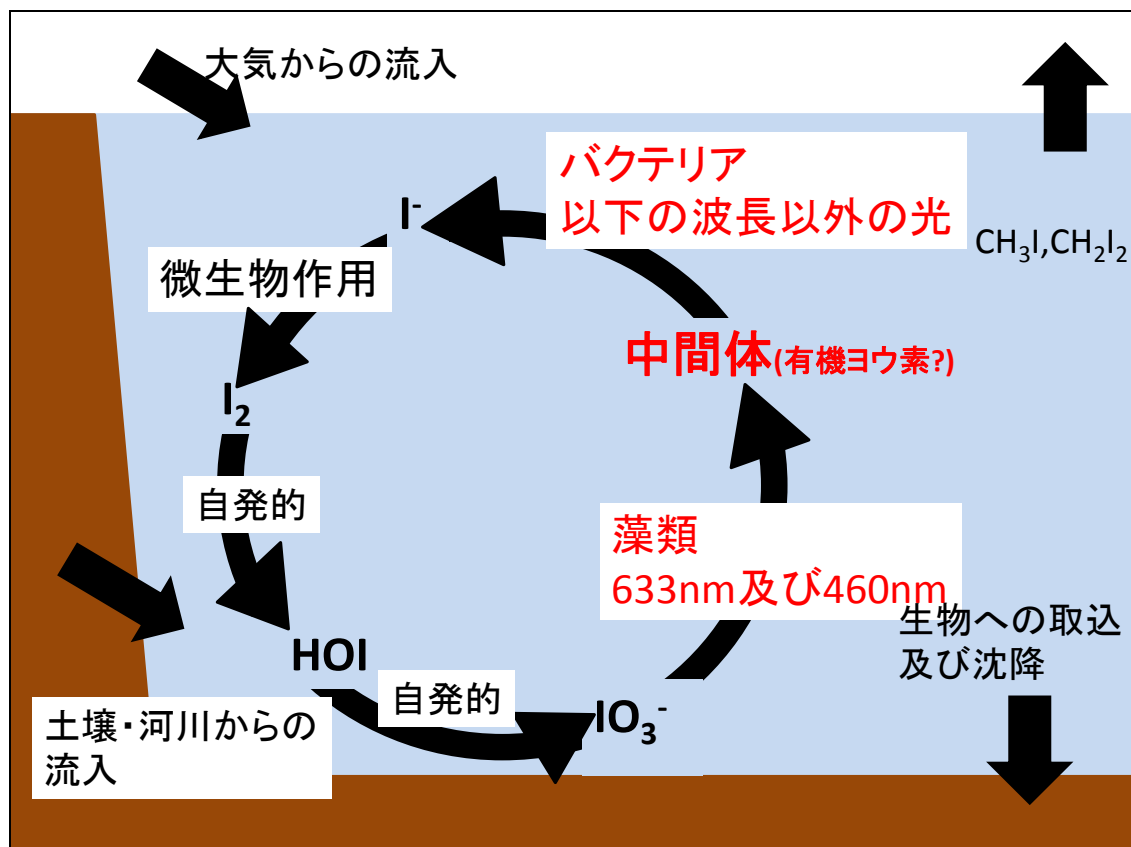 大気からの流入
バクテリア
以下の波長以外の光
I⁻
CH₃I,CH₂I₂
微生物作用
中間体(有機ヨウ素?)
I₂
自発的
藻類
633nm及び460nm
生物への取込
及び沈降
HOI
自発的
IO₃⁻
土壌・河川からの
流入